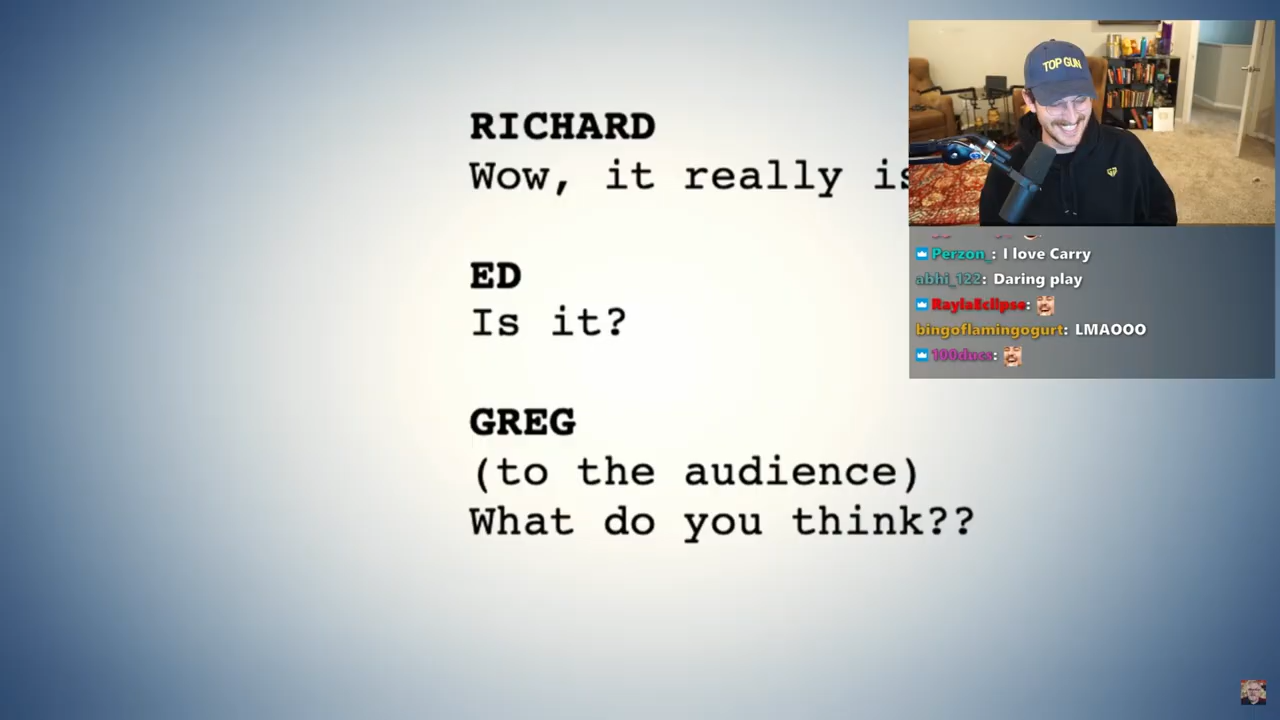 RICHARD
Wow, it really is
ED
Is it?
GREG
(to the audience)
What do you think??
TOP GUN
Perzon_: I love Carry
abhi_122: Daring play
RaylaEclipse:
bingoflamingogurt: LMAOOO
100ducs: